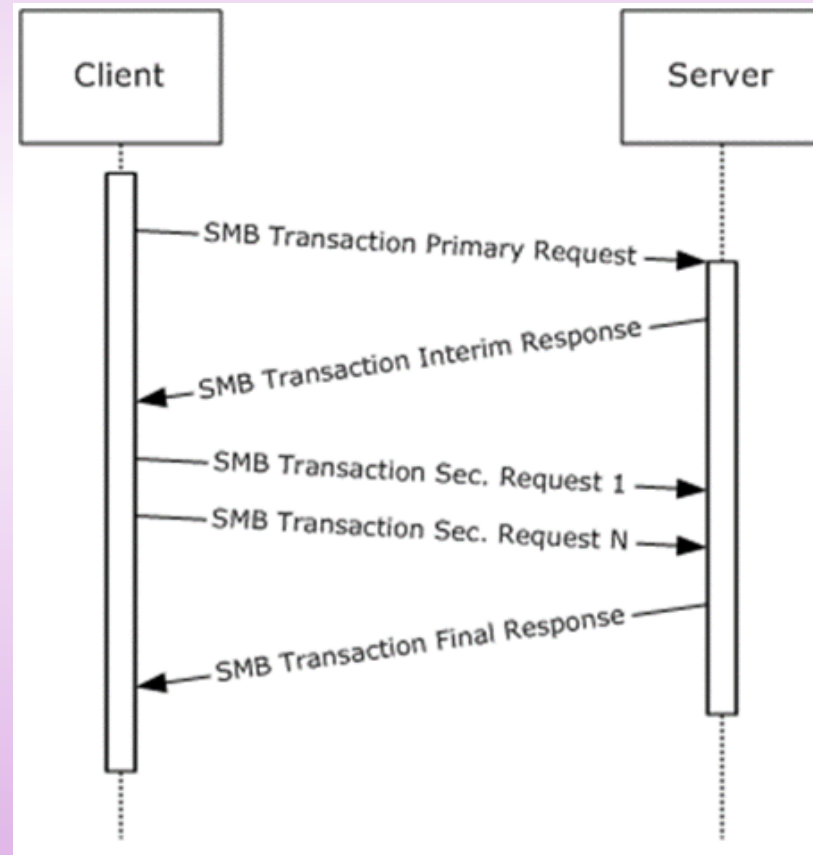 Client
Server
SMB Transaction Primary Request
SMB Transaction Interim Response
SMB Transaction Sec. Request 1
SMB Transaction Sec. Request N
SMB Transaction Final Response